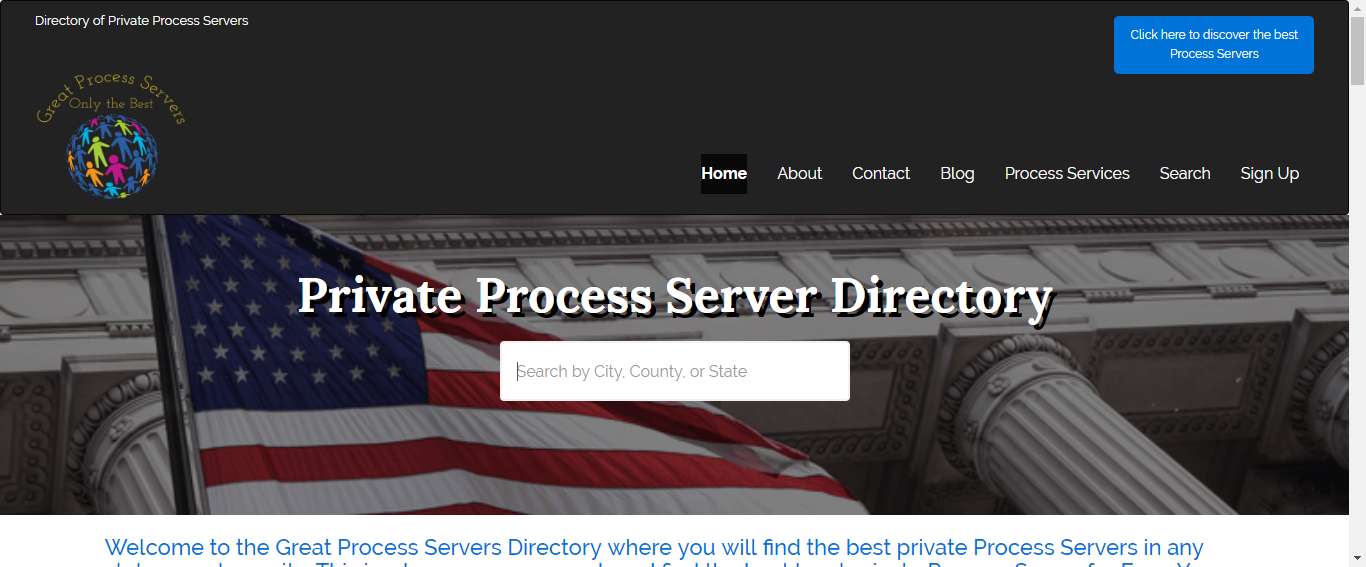 Directory of Private Process Servers
Click here to discover the best
Process Servers
Great Process Servers
Only the Best
Home About Contact Blog Process Services Search Sign Up
Private Process Server Directory
Search by City, County, or State
Welcome to the Great Process Servers Directory where you will find the best private Process Servers in any